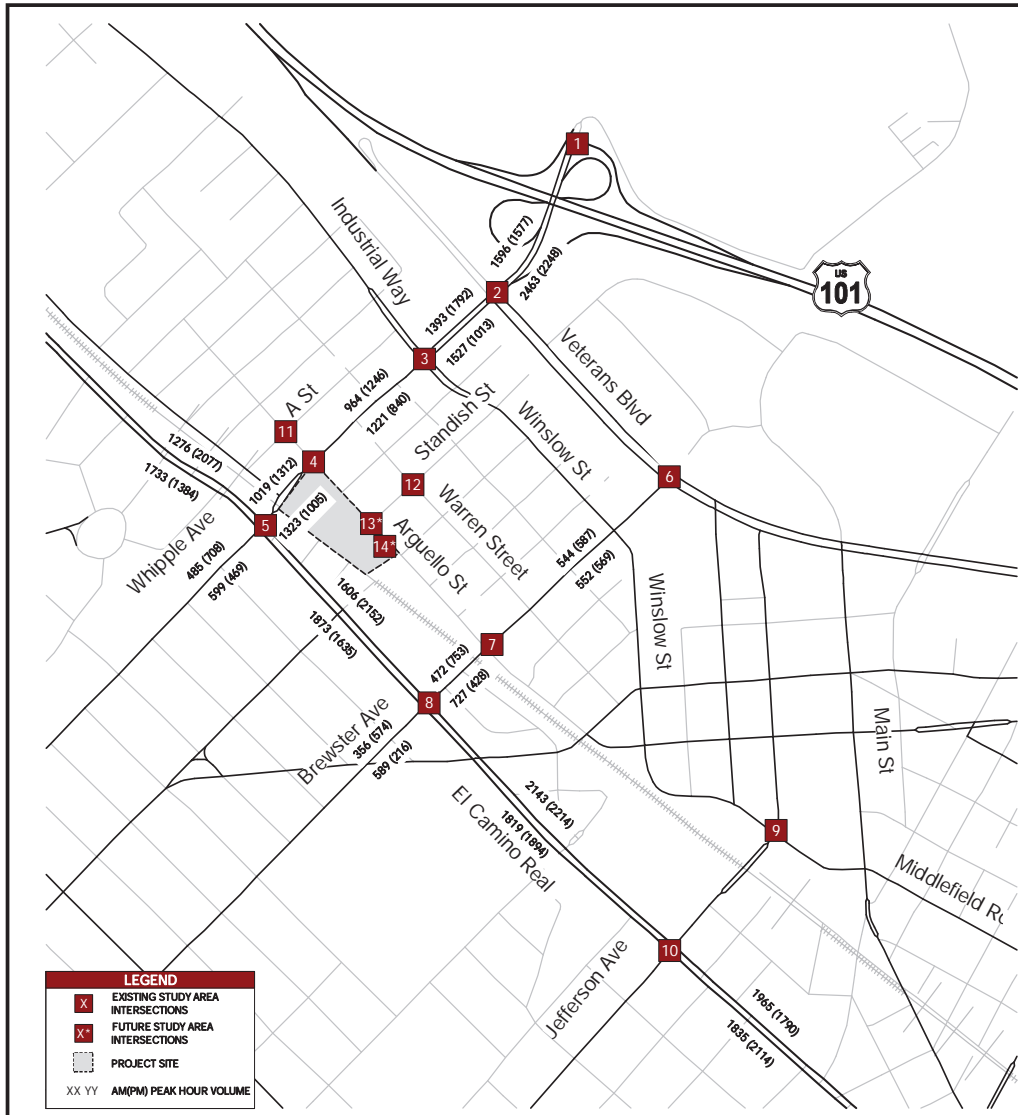 1
US
101
Industrial Way
1596 (1577)
2463 (2248)
2
1393 (1792)
1527 (1013)
3
Veterans Blvd
964 (1246)
1221 (840)
A St
11
Standish St
Winslow St
1276 (2077)
1733 (1384)
4
1019 (1312)
1323 (1005)
12
6
5
13*
14*
Whipple Ave
Arguello St
Warren Street
485 (708)
599 (469)
544 (587)
552 (569)
1606 (2152)
1873 (1635)
Winslow St
7
472 (753)
727 (428)
8
Brewster Ave
356 (574)
589 (216)
Main St
El Camino Real
2143 (2214)
1819 (1894)
9
Middlefield R
10
Jefferson Ave
1965 (1790)
1835 (2114)
LEGEND
X EXISTING STUDY AREA
INTERSECTIONS
X* FUTURE STUDY AREA
INTERSECTIONS
PROJECT SITE
XX YY AM(PM) PEAK HOUR VOLUME